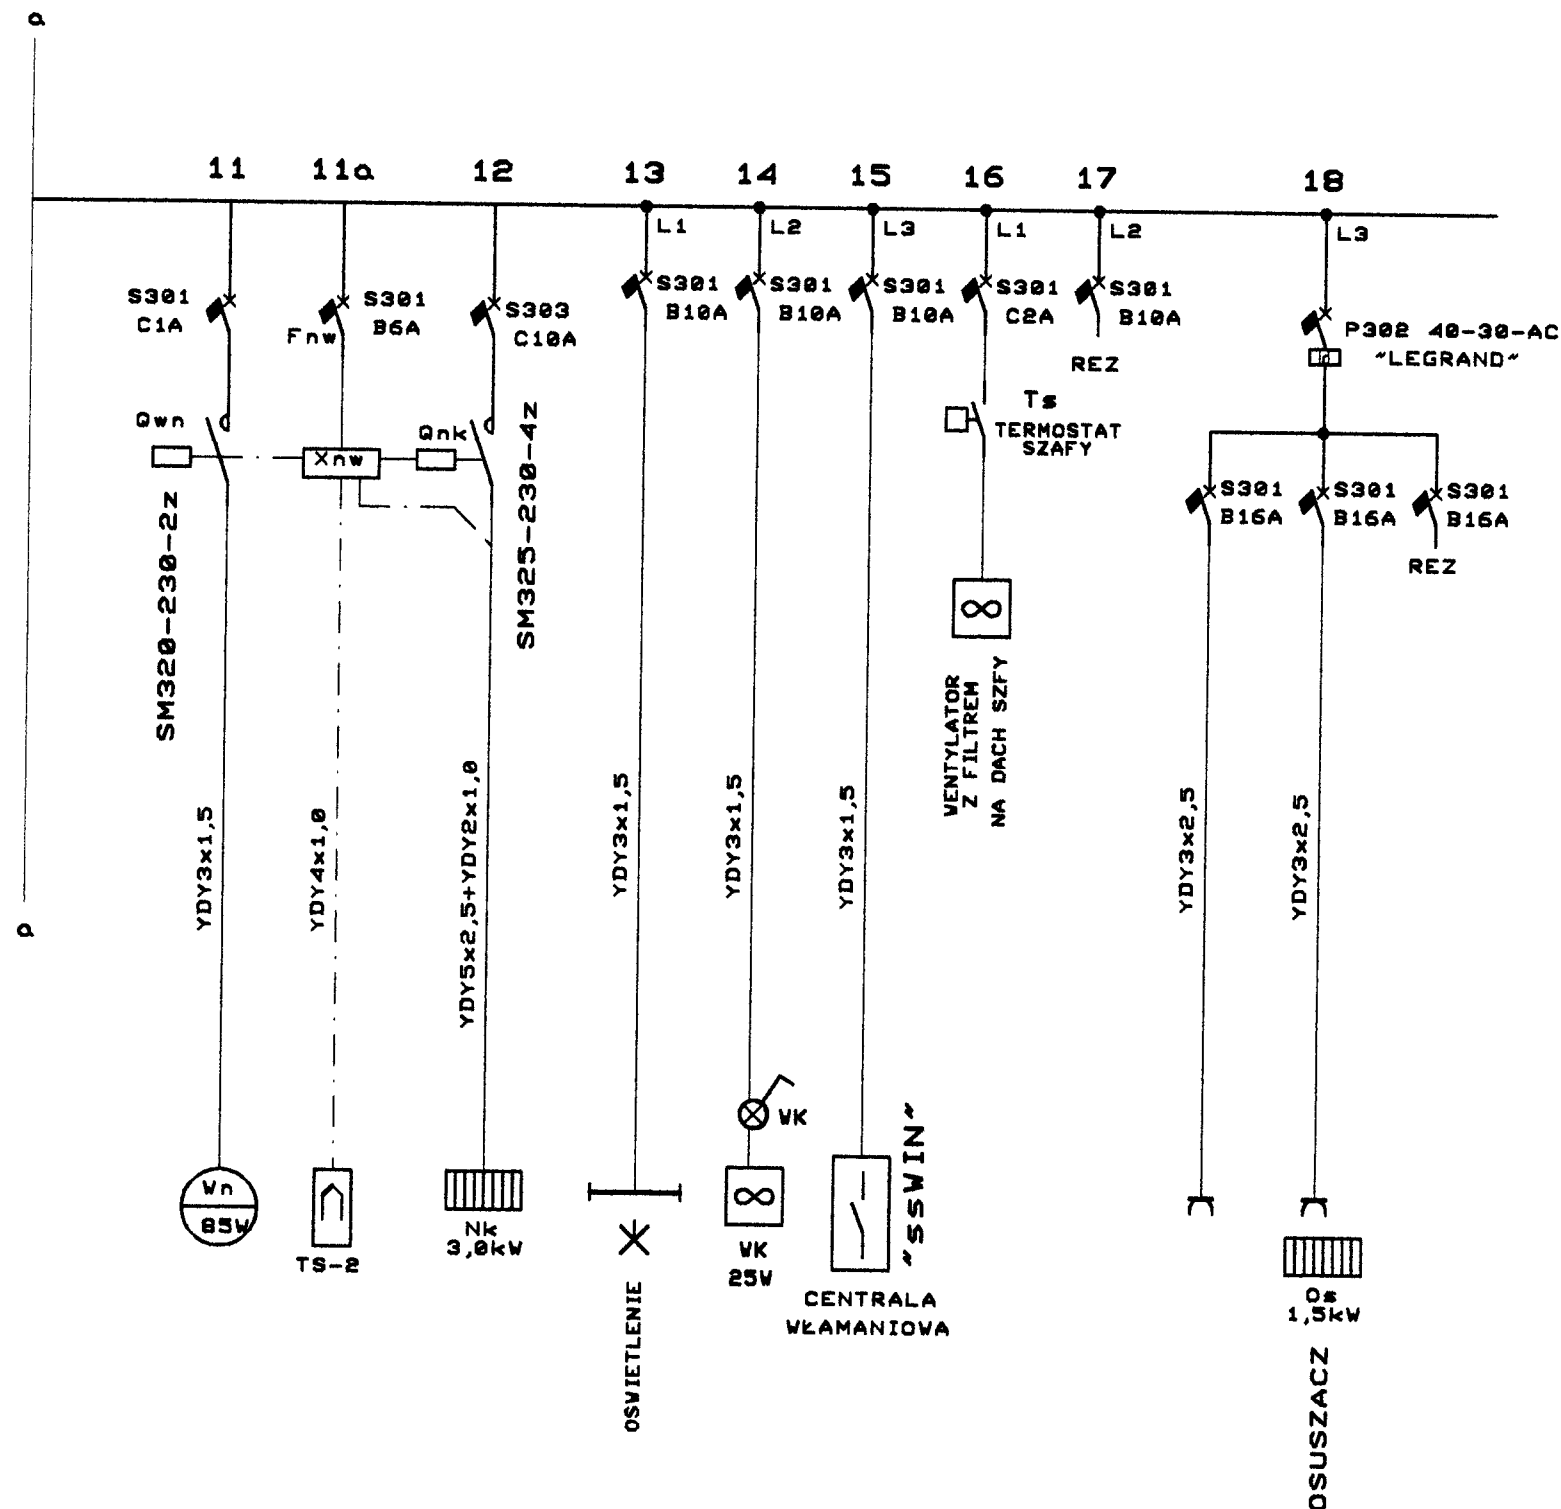 a
11 11a 12 13 14 15 16 17 18
L1 L2 L3 L1 L2 L3
S301
C1A
S301
B6A
Fnw
S303
C10A
S301
B10A
S301
B10A
S301
B10A
S301
C2A
S301
B10A
REZ
P302 40-30-AC
"LEGRAND"
Qwn
Xnw
Qnk
SM320-230-2z
SM325-230-4z
Ts
TERMOSTAT
SZAFY
S301
B16A
S301
B16A
S301
B16A
REZ
WENTYLATOR
Z FILTREM
NA DACH SZFY
YDY3x1,5
YDY4x1,0
YDY5x2,5+YDY2x1,0
YDY3x1,5
YDY3x1,5
YDY3x1,5
YDY3x2,5
YDY3x2,5
p
WK
"ssWIN"
Wn
85W
TS-2
Nk
3,0kW
OSWIETLENIE
WK
25W
CENTRALA
WŁAMANIOWA
Os
1,5kW
OSUSZACZ